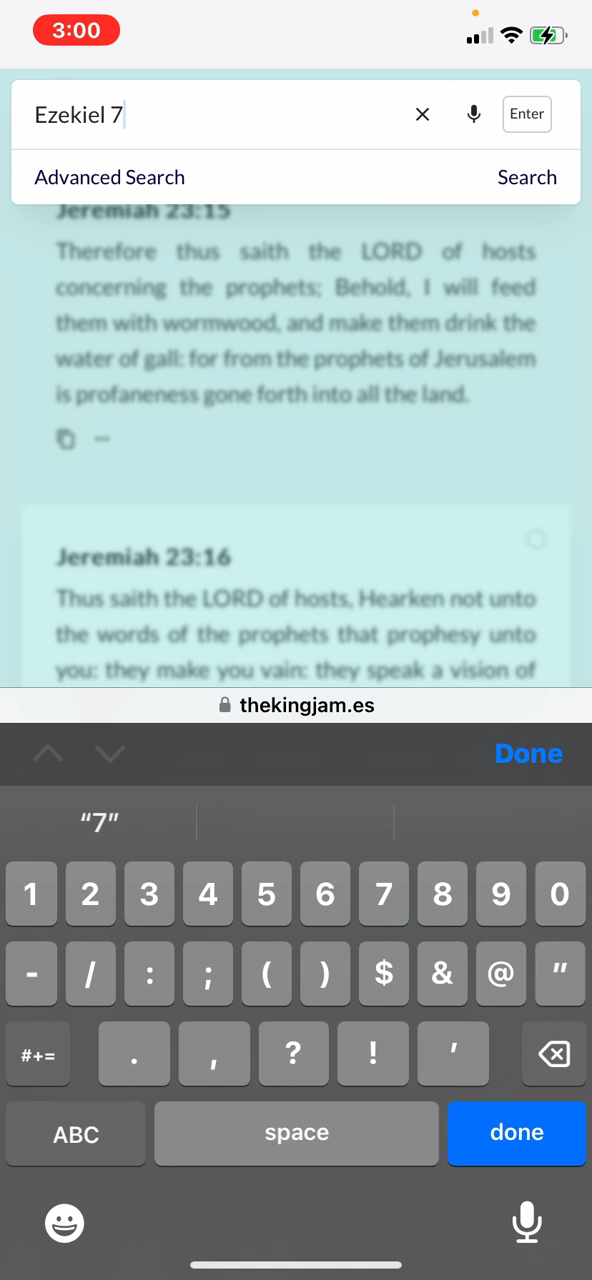 3:00
Ezekiel 7
Enter
Advanced Search
Search
Jeremiah 23:15
Therefore thus saith the LORD of hosts
concerning the prophets; Behold, I will feed
them with wormwood, and make them drink the
water of gall: for from the prophets of Jerusalem
is profaneness gone forth into all the land.
Jeremiah 23:16
Thus saith the LORD of hosts, Hearken not unto
the words of the prophets that prophesy unto
you: they make you vain: they speak a vision of
thekingjam.es
Done
“7”
1 2 3 4 5 6 7 8 9 0
- / : ; ( ) $ & @ "
#+= . , ? ! '
ABC space done